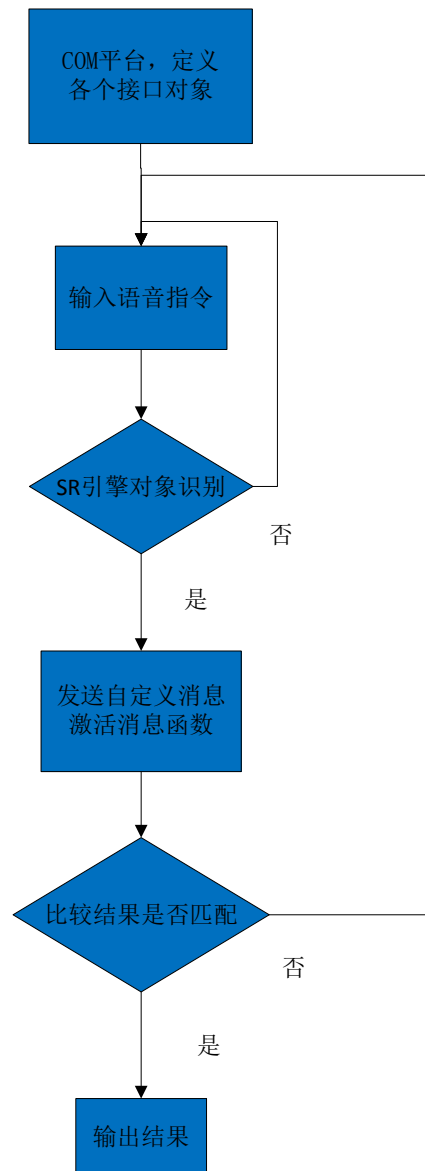 COM平台，定义
各个接口对象
输入语音指令
SR引擎对象识别
否
是
发送自定义消息
激活消息函数
比较结果是否匹配
否
是
输出结果